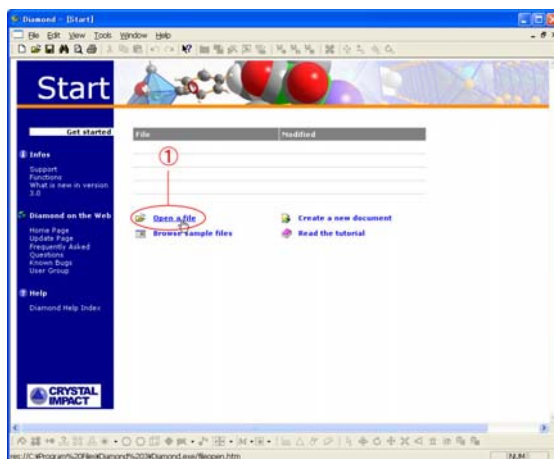 Diamond - [Start]
File Edit View Tools Window Help
Start
Get started
File Modified
①
Infos
Support
Functions
What is new in version
3.0
Open a file
Create a new document
Browse sample files
Read the tutorial
Diamond on the Web
Home Page
Update Page
Frequently Asked
Questions
Known Bugs
User Group
Help
Diamond Help Index
CRYSTAL
IMPACT
NUM